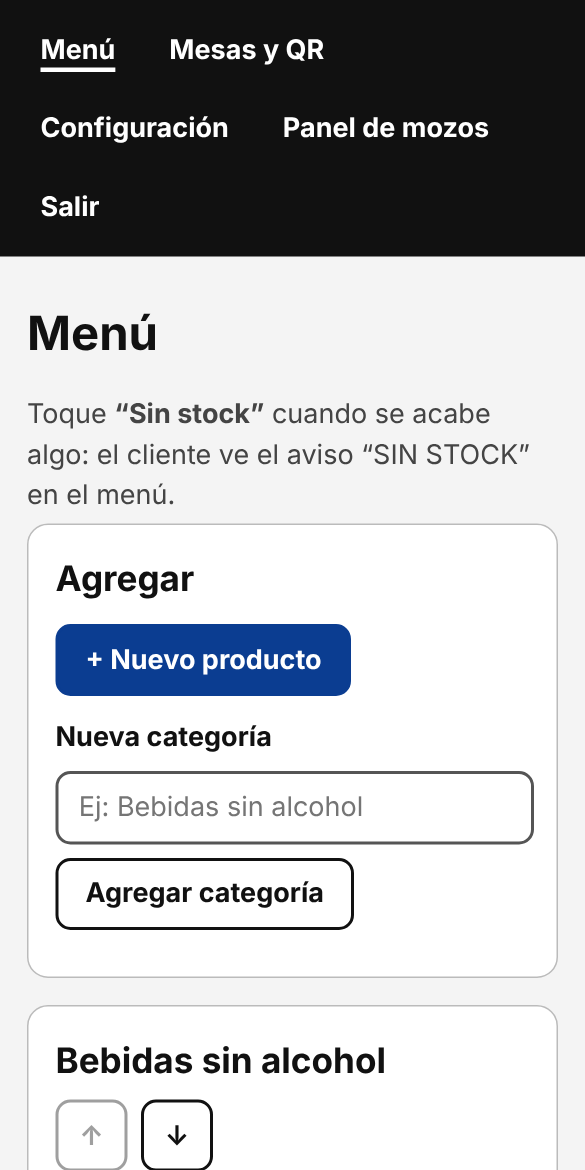 Menú Mesas y QR
Configuración Panel de mozos
Salir
Menú
Toque “Sin stock” cuando se acabe
algo: el cliente ve el aviso “SIN STOCK”
en el menú.
Agregar
+ Nuevo producto
Nueva categoría
Ej: Bebidas sin alcohol
Agregar categoría
Bebidas sin alcohol
↑ ↓